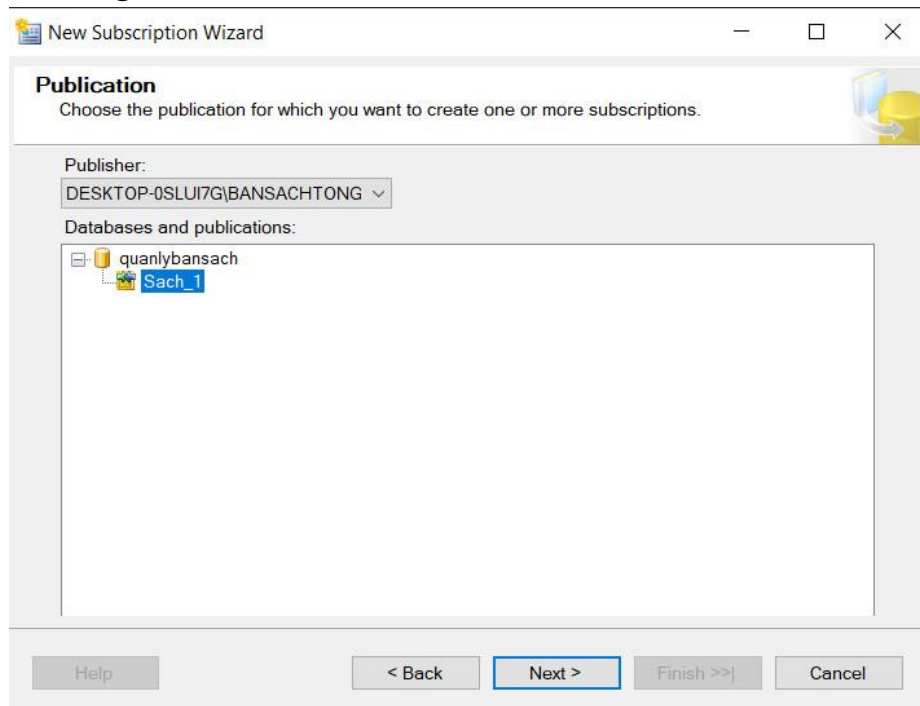 New Subscription Wizard
Publication
Choose the publication for which you want to create one or more subscriptions.
Publisher:
DESKTOP-0SLUI7G\BANSACHTONG
Databases and publications:
quanlybansach
Sach_1
Help
< Back
Next >
Finish >>|
Cancel